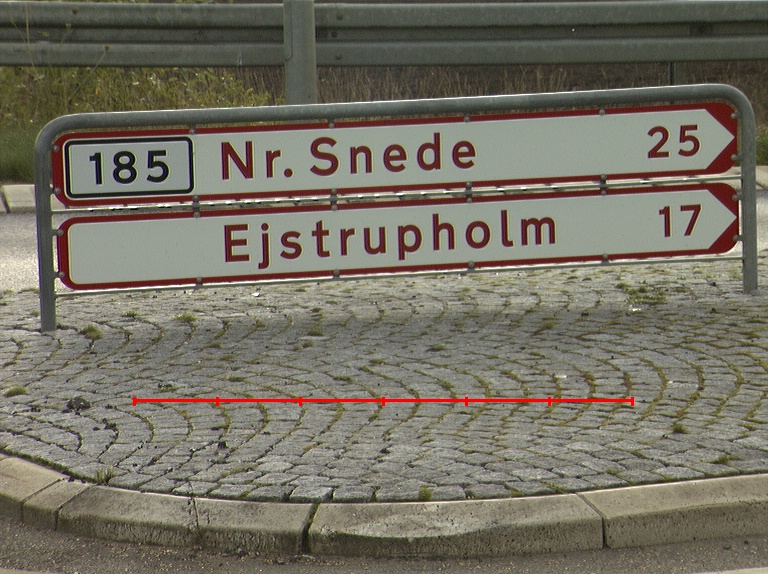 185 Nr. Snede 25
Ejstrupholm 17